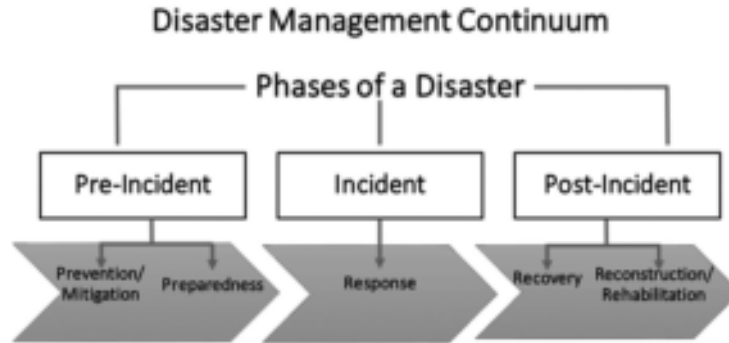 Disaster Management Continuum
Phases of a Disaster
Pre-Incident
Incident
Post-Incident
Prevention/
Mitigation
Preparedness
Response
Recovery
Reconstruction/
Rehabilitation